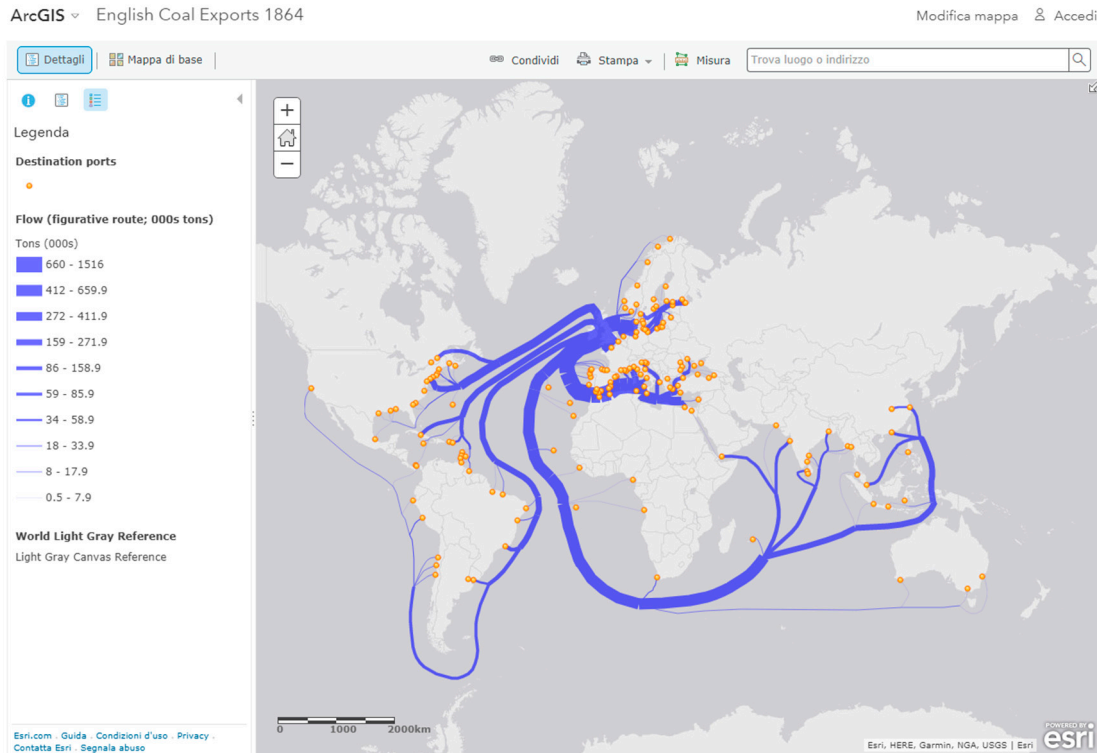 ArcGIS English Coal Exports 1864
Modifica mappa Accedi
Dettagli Mappa di base
Condividi Stampa Misura Trova luogo o indirizzo
Legenda
Destination ports
Flow (figurative route; 000s tons)
Tons (000s)
660 - 1516
412 - 659.9
272 - 411.9
159 - 271.9
86 - 158.9
59 - 85.9
34 - 58.9
18 - 33.9
8 - 17.9
0.5 - 7.9
World Light Gray Reference
Light Gray Canvas Reference
Esri.com . Guida . Condizioni d'uso . Privacy .
Contatta Esri . Segnala abuso
+
−
0 1000 2000km
Esri, HERE, Garmin, NGA, USGS | Esri
POWERED BY
esri